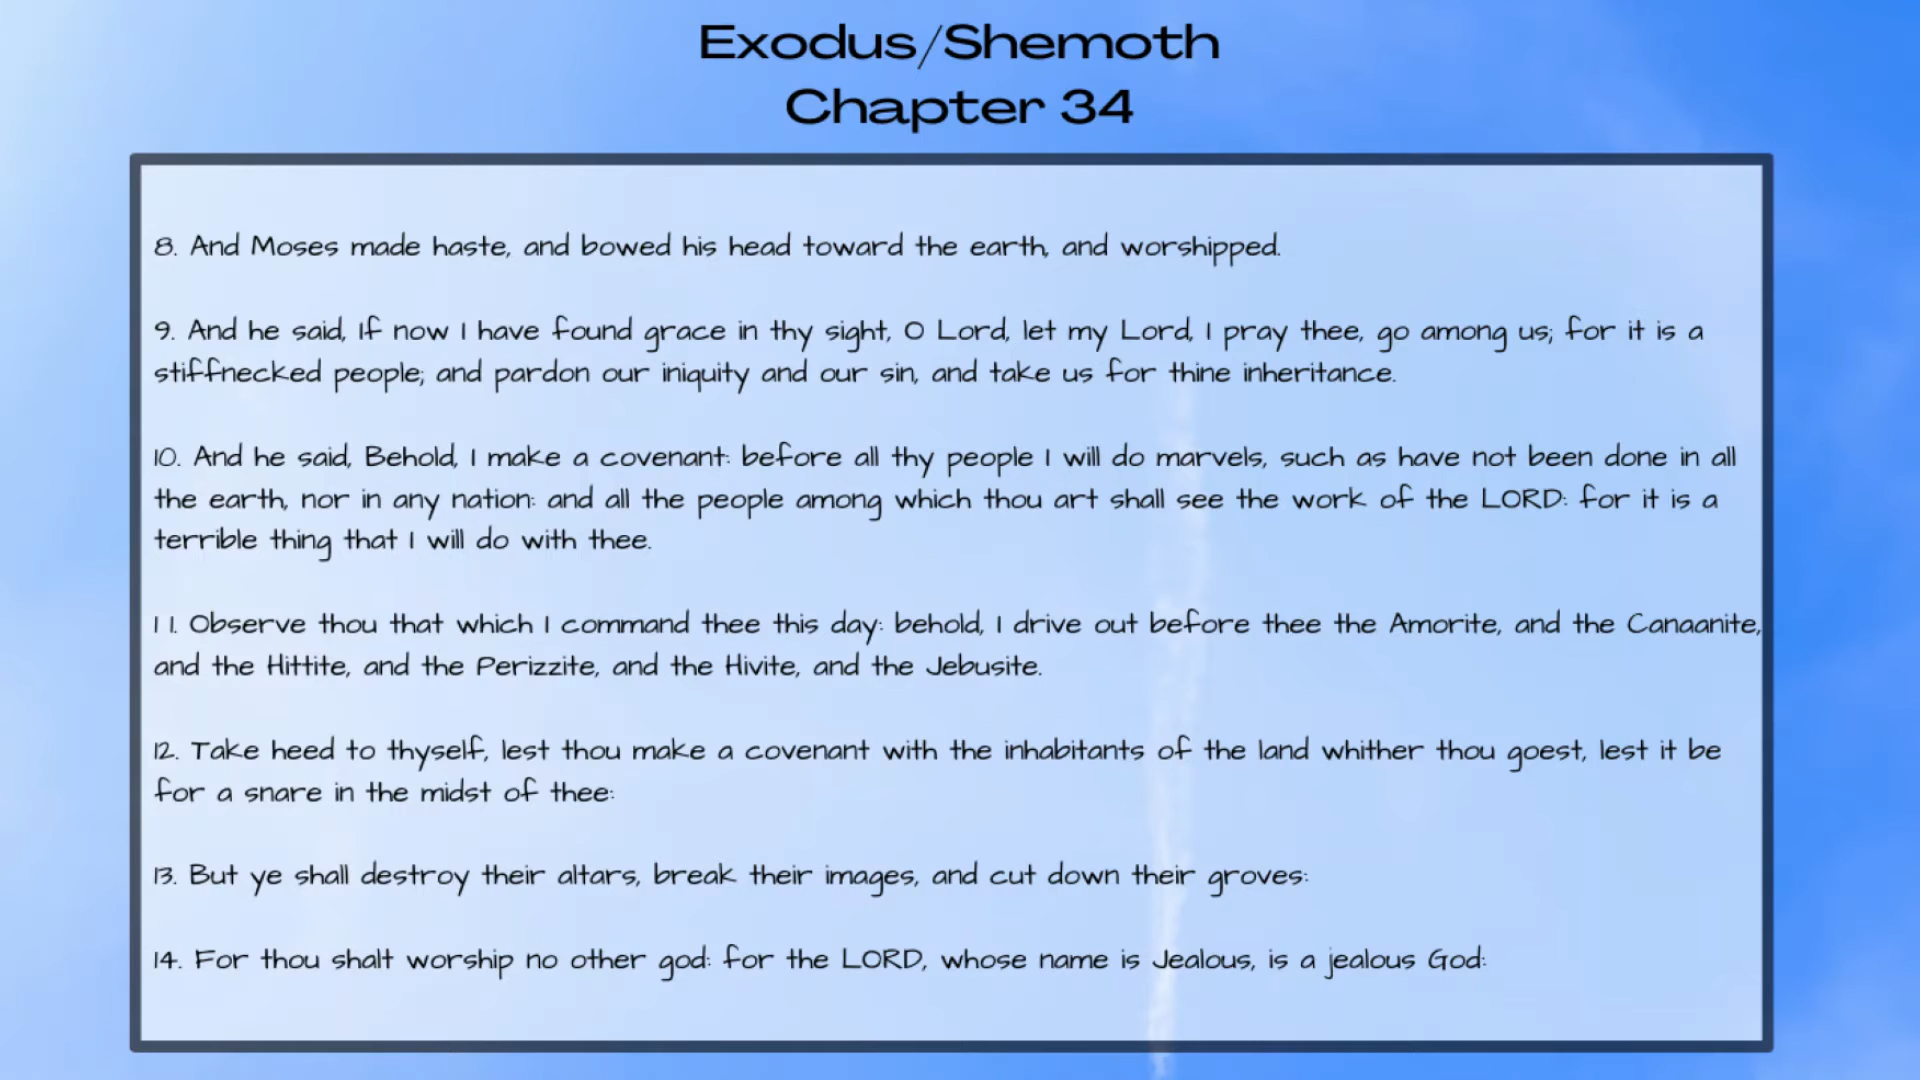 Exodus/Shemoth
Chapter 34
8. And Moses made haste, and bowed his head toward the earth, and worshipped.
9. And he said, If now I have found grace in thy sight, O Lord, let my Lord, I pray thee, go among us; for it is a
stiffnecked people; and pardon our iniquity and our sin, and take us for thine inheritance.
10. And he said, Behold, I make a covenant: before all thy people I will do marvels, such as have not been done in all
the earth, nor in any nation: and all the people among which thou art shall see the work of the LORD: for it is a
terrible thing that I will do with thee.
11. Observe thou that which I command thee this day: behold, I drive out before thee the Amorite, and the Canaanite,
and the Hittite, and the Perizzite, and the Hivite, and the Jebusite.
12. Take heed to thyself, lest thou make a covenant with the inhabitants of the land whither thou goest, lest it be
for a snare in the midst of thee:
13. But ye shall destroy their altars, break their images, and cut down their groves:
14. For thou shalt worship no other god: for the LORD, whose name is Jealous, is a jealous God: